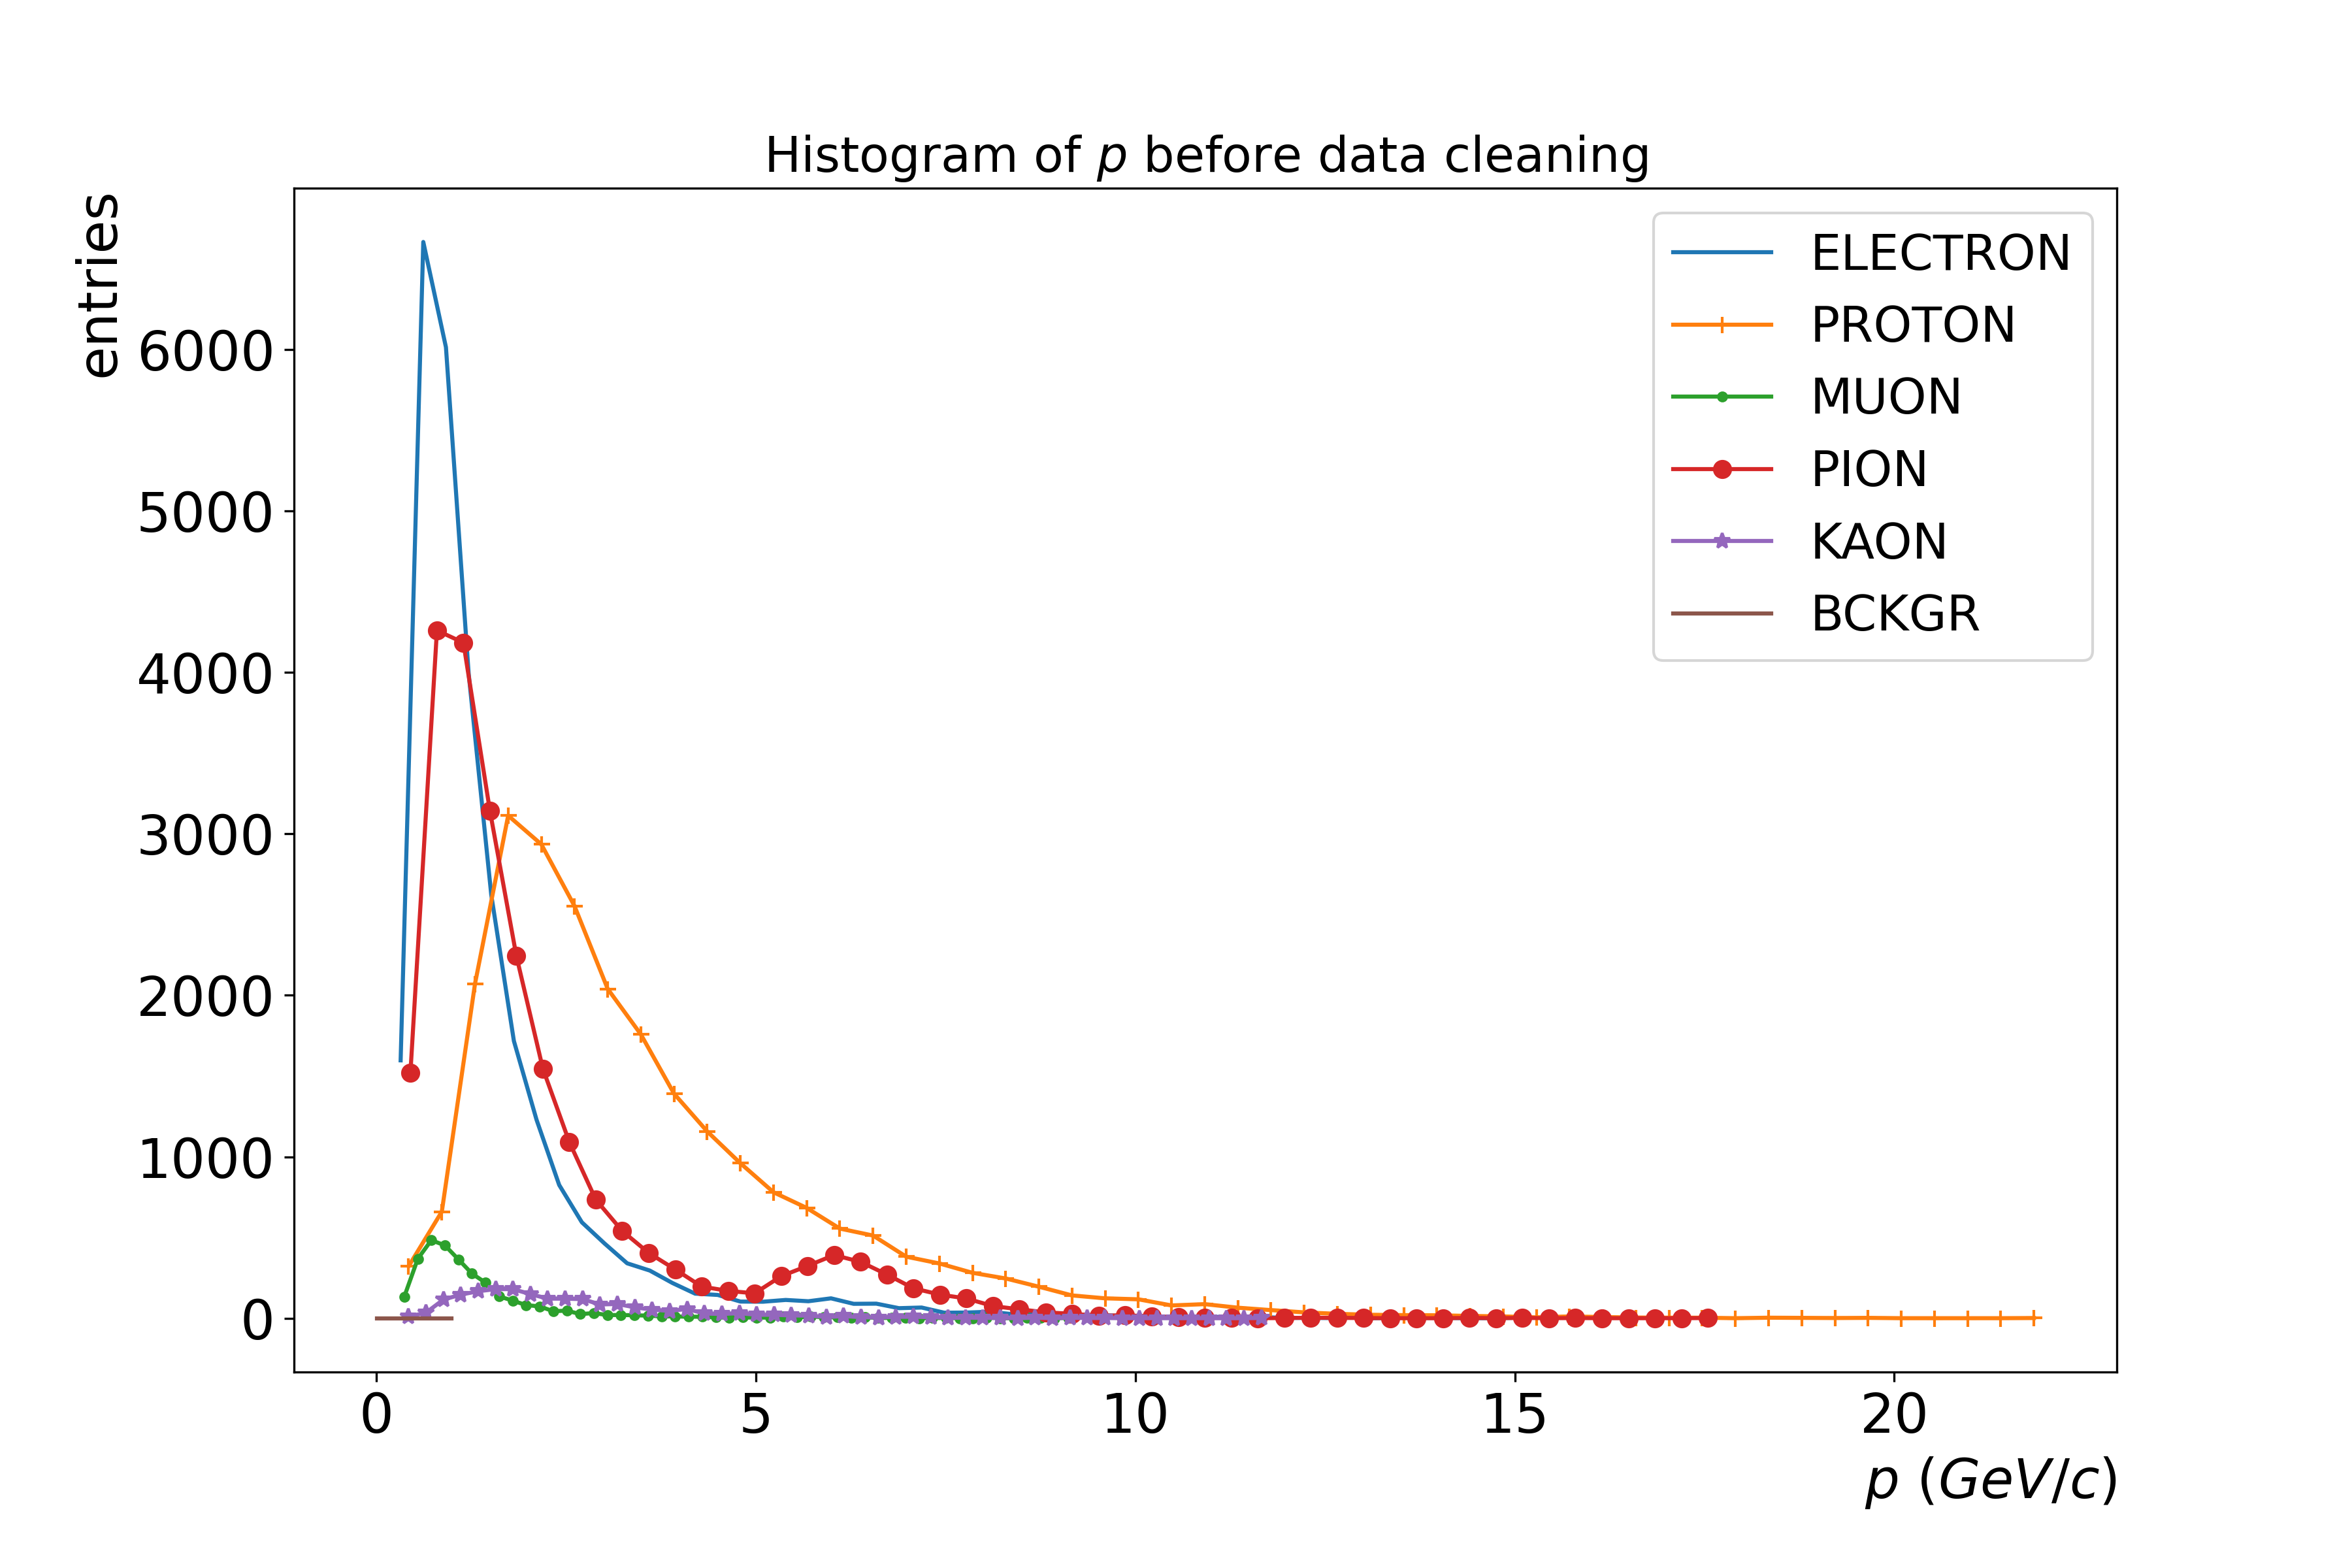 Histogram of p before data cleaning
entries
6000
5000
4000
3000
2000
1000
0
ELECTRON
PROTON
MUON
PION
KAON
BCKGR
0 5 10 15 20
p (GeV/c)